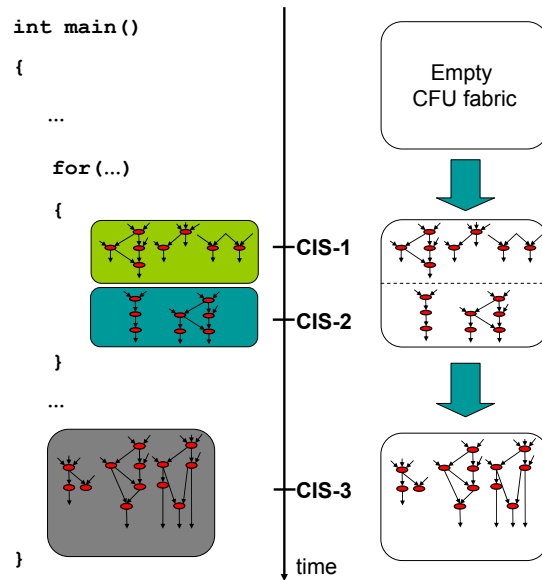 int main()
{
...
for(...)
{
}
...
}
CIS-1
CIS-2
CIS-3
time
Empty
CFU fabric